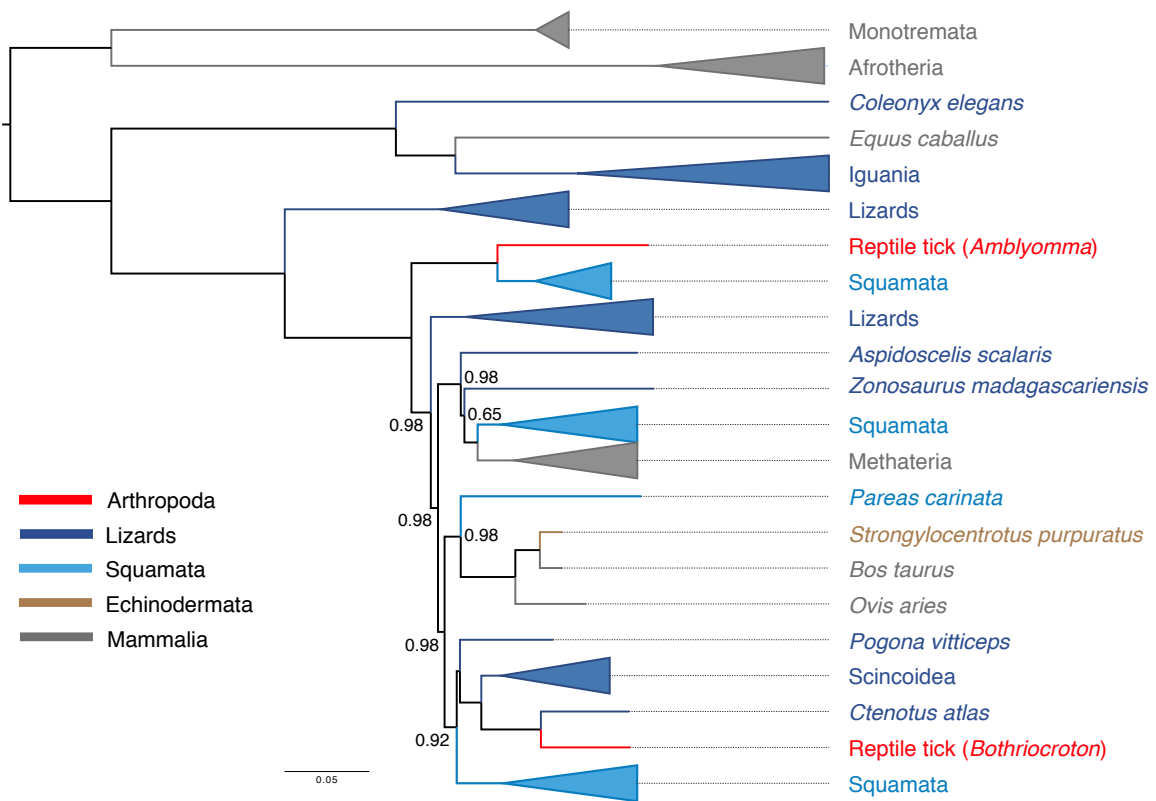 Monotremata
Afrotheria
Coleonyx elegans
Equus caballus
Iguania
Lizards
Reptile tick (Amblyomma)
Squamata
Lizards
Aspidoscelis scalaris
0.98
Zonosaurus madagascariensis
0.65
0.98
Squamata
Methateria
Pareas carinata
Arthropoda
0.98
Lizards
0.98
Strongylocentrotus purpuratus
Squamata
Bos taurus
Echinodermata
Ovis aries
Mammalia
0.98
Pogona vitticeps
Scincoidea
Ctenotus atlas
0.92
Reptile tick (Bothriocroton)
0.05
Squamata